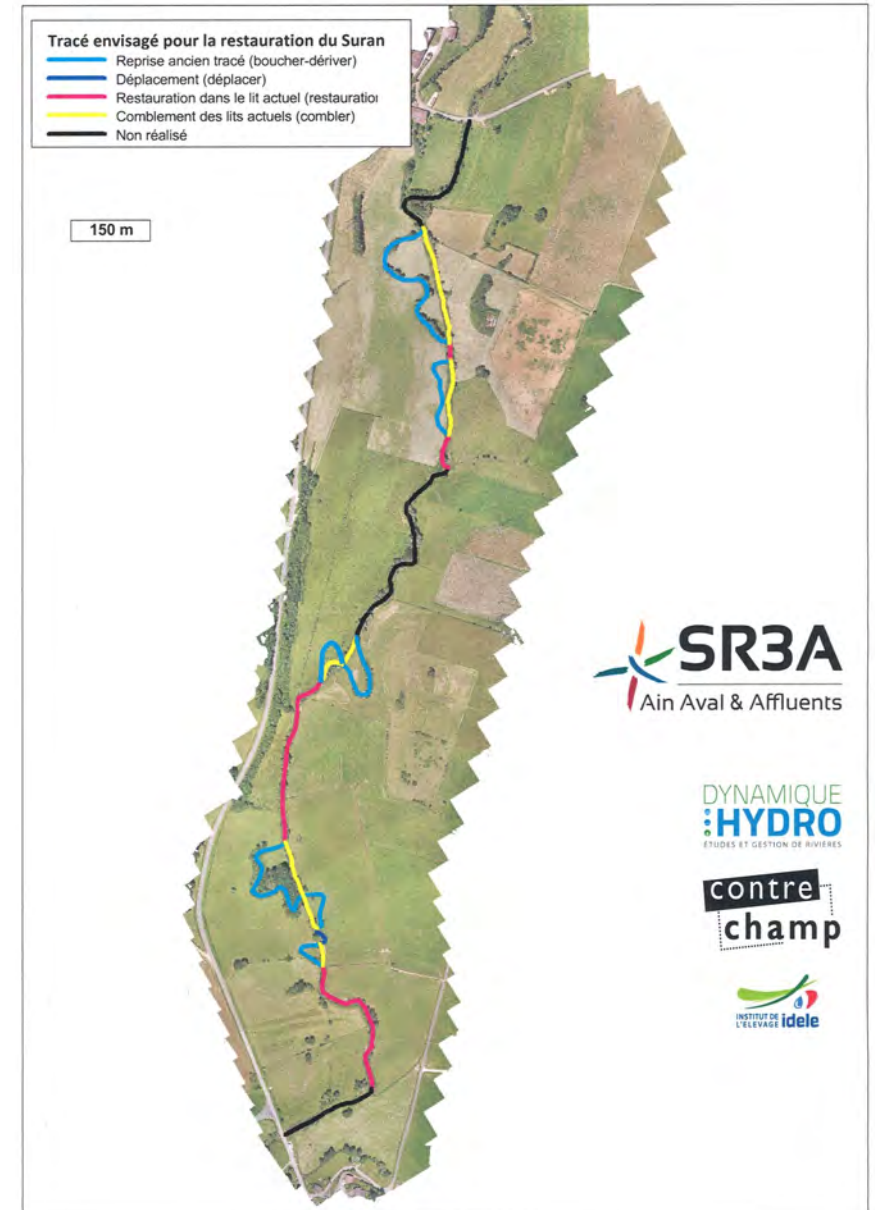 Tracé envisagé pour la restauration du Suran
Reprise ancien tracé (boucher-dériver)
Déplacement (déplacer)
Restauration dans le lit actuel (restauration
Comblement des lits actuels (combler)
Non réalisé
150 m
SR3A
Ain Aval & Affluents
DYNAMIQUE
HYDRO
ÉTUDES ET GESTION DE RIVIÈRES
contre
champ
INSTITUT DE
L'ÉLEVAGE idele